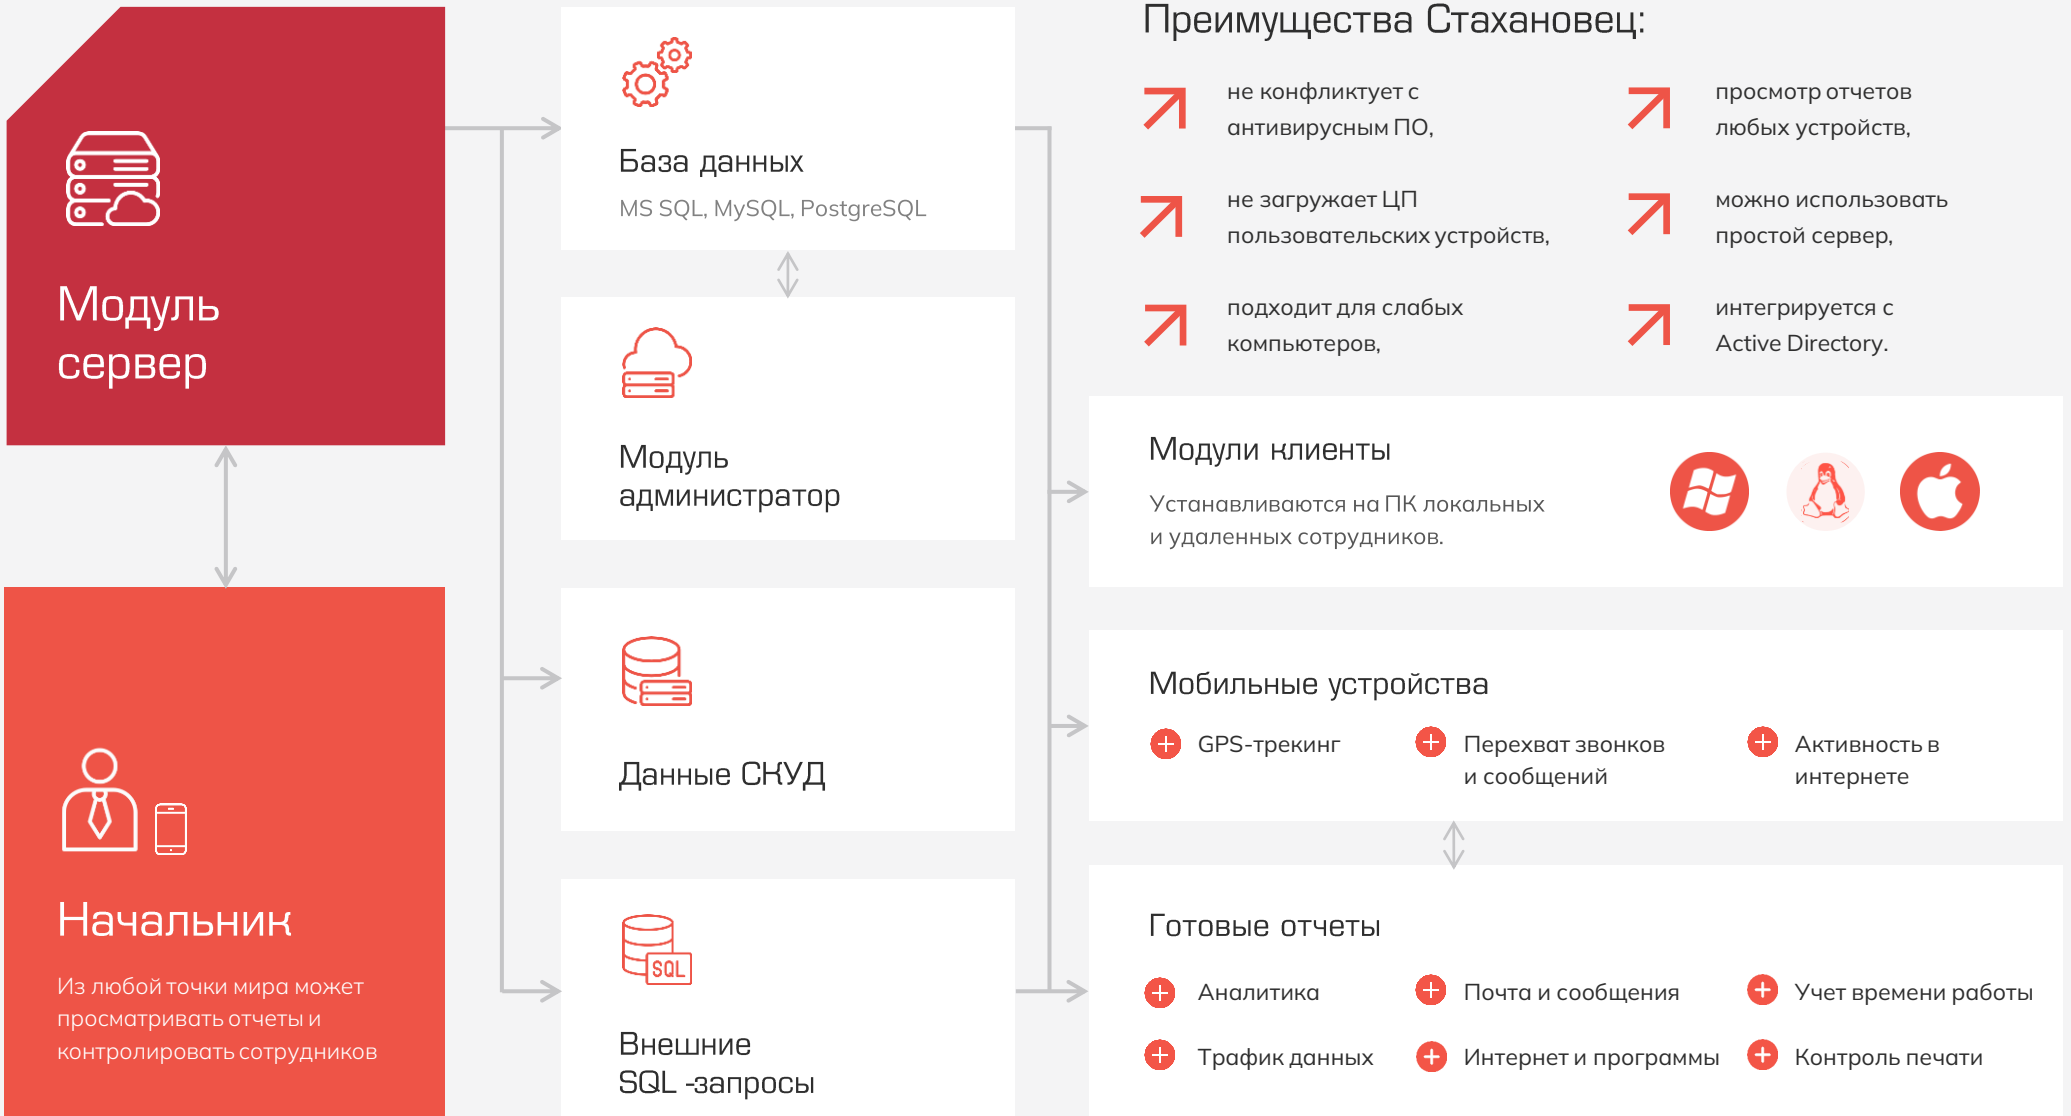 Модуль
сервер
Начальник
Из любой точки мира может
просматривать отчеты и
контролировать сотрудников
База данных
MS SQL, MySQL, PostgreSQL
Модуль
администратор
Данные СКУД
SQL
Внешние
SQL -запросы
Преимущества Стахановец:
не конфликтует с
антивирусным ПО,
просмотр отчетов
любых устройств,
не загружает ЦП
пользовательских устройств,
можно использовать
простой сервер,
подходит для слабых
компьютеров,
интегрируется с
Active Directory.
Модули клиенты
Устанавливаются на ПК локальных
и удаленных сотрудников.
Мобильные устройства
GPS-трекинг
Перехват звонков
и сообщений
Активность в
интернете
Готовые отчеты
Аналитика
Почта и сообщения
Учет времени работы
Трафик данных
Интернет и программы
Контроль печати